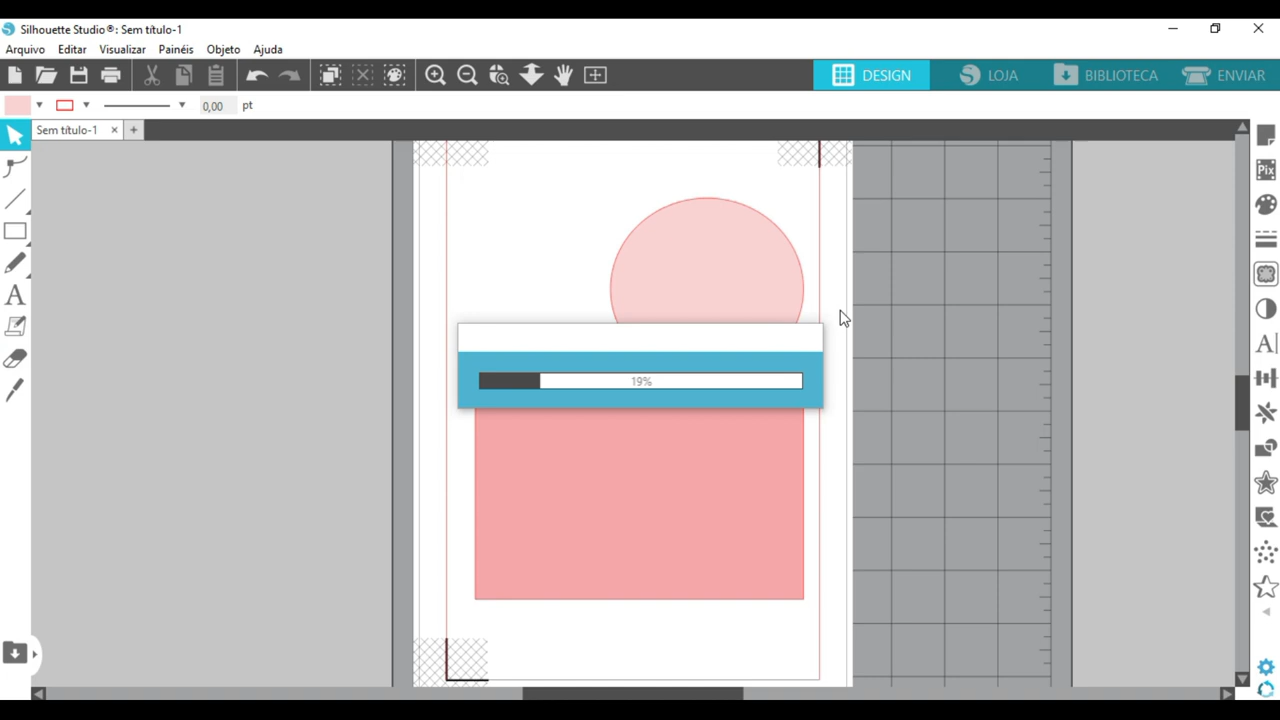 Silhouette Studio®: Sem título-1
Arquivo Editar Visualizar Painéis Objeto Ajuda
DESIGN LOJA BIBLIOTECA ENVIAR
0,00 pt
Sem título-1
Pix
19%